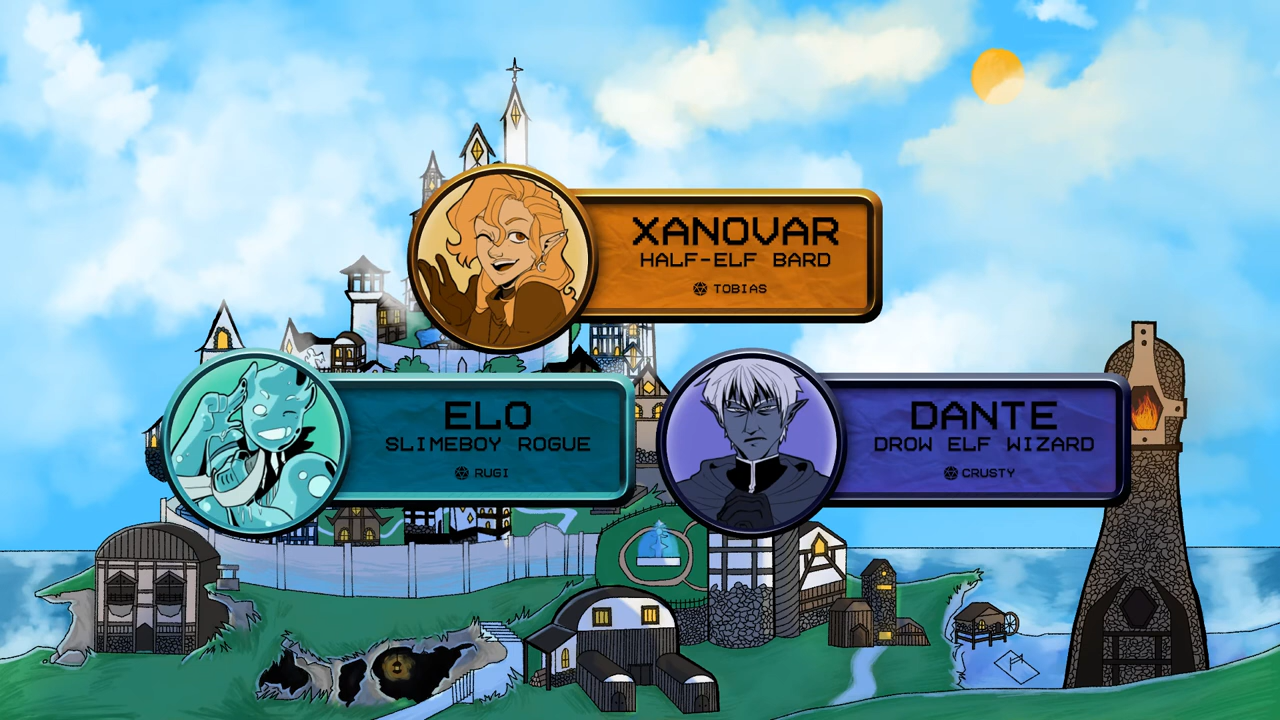 XANOVAR
HALF-ELF BARD
TOBIAS
ELO
SLIMEBOY ROGUE
RUGI
DANTE
DROW ELF WIZARD
CRUSTY